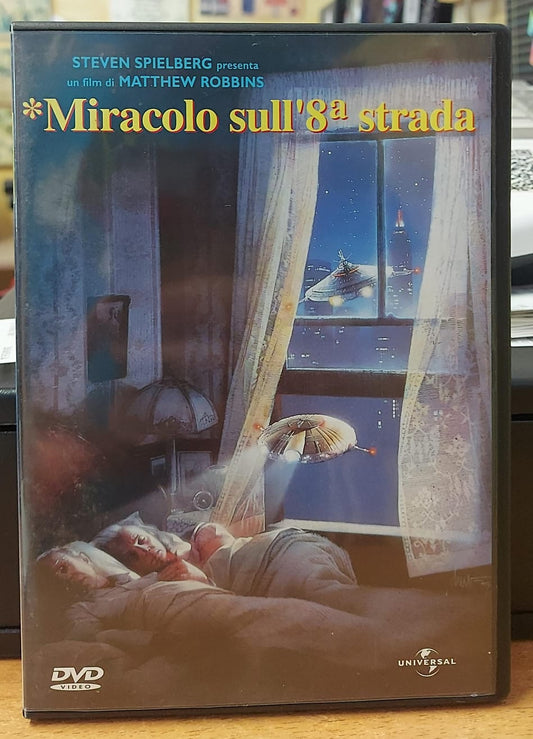 STEVEN SPIELBERG presenta
un film di MATTHEW ROBBINS
*Miracolo sull'8ª strada
DVD
VIDEO
UNIVERSAL